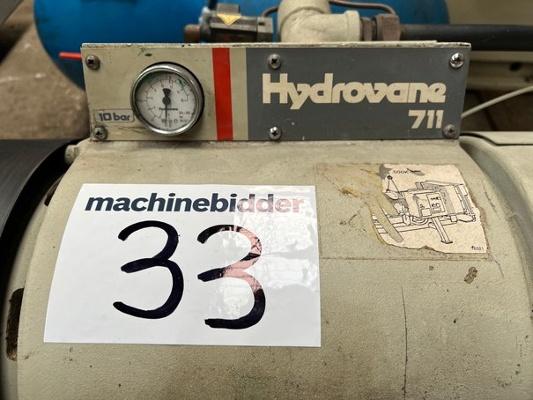 10 bar
Hydrovane
711
machinebidder
33